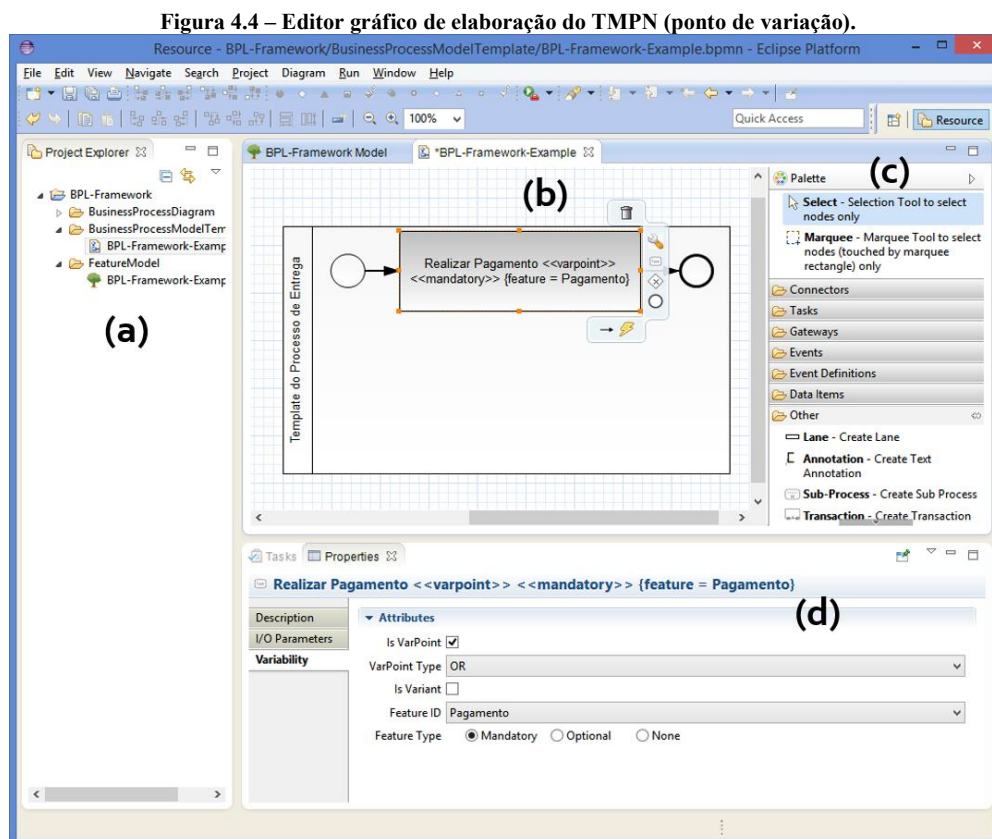 Figura 4.4 – Editor gráfico de elaboração do TMPN (ponto de variação).
Resource - BPL-Framework/BusinessProcessModelTemplate/BPL-Framework-Example.bpmn - Eclipse Platform
File Edit View Navigate Search Project Diagram Run Window Help
100%
Quick Access
Resource
Project Explorer
BPL-Framework
BusinessProcessDiagram
BusinessProcessModelTem
BPL-Framework-Examp
FeatureModel
BPL-Framework-Examp
(a)
BPL-Framework Model
*BPL-Framework-Example
(b)
Template do Processo de Entrega
Realizar Pagamento <<varpoint>>
<<mandatory>> {feature = Pagamento}
(c)
Palette
Select - Selection Tool to select
nodes only
Marquee - Marquee Tool to select
nodes (touched by marquee
rectangle) only
Connectors
Tasks
Gateways
Events
Event Definitions
Data Items
Other
Lane - Create Lane
Annotation - Create Text
Annotation
Sub-Process - Create Sub Process
Transaction - Create Transaction
Tasks
Properties
Realizar Pagamento <<varpoint>> <<mandatory>> {feature = Pagamento}
(d)
Description
I/O Parameters
Variability
Attributes
Is VarPoint
VarPoint Type OR
Is Variant
Feature ID Pagamento
Feature Type Mandatory Optional None